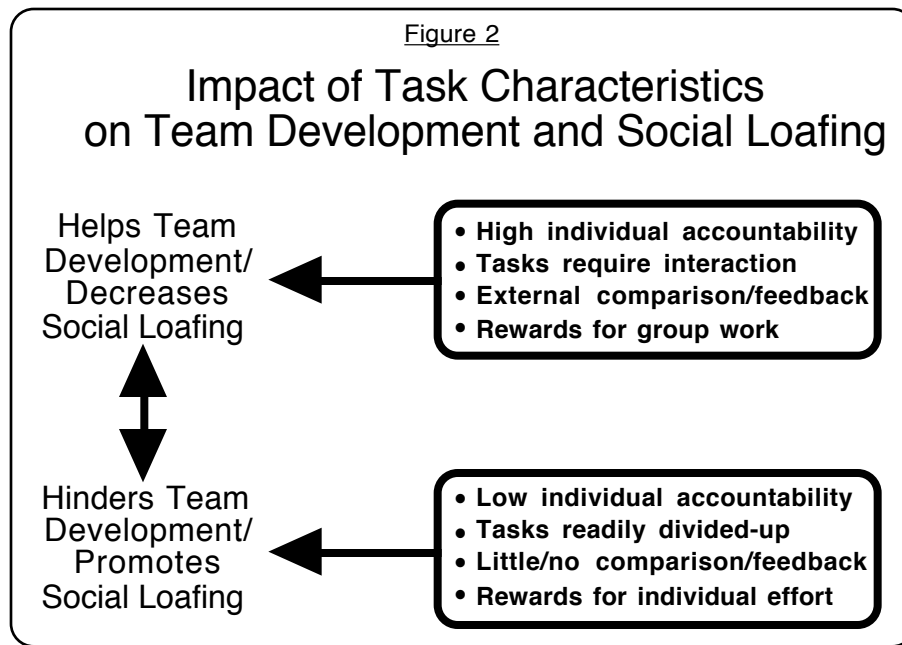 Figure 2
Impact of Task Characteristics
on Team Development and Social Loafing
Helps Team
Development/
Decreases
Social Loafing
• High individual accountability
• Tasks require interaction
• External comparison/feedback
• Rewards for group work
Hinders Team
Development/
Promotes
Social Loafing
• Low individual accountability
• Tasks readily divided-up
• Little/no comparison/feedback
• Rewards for individual effort